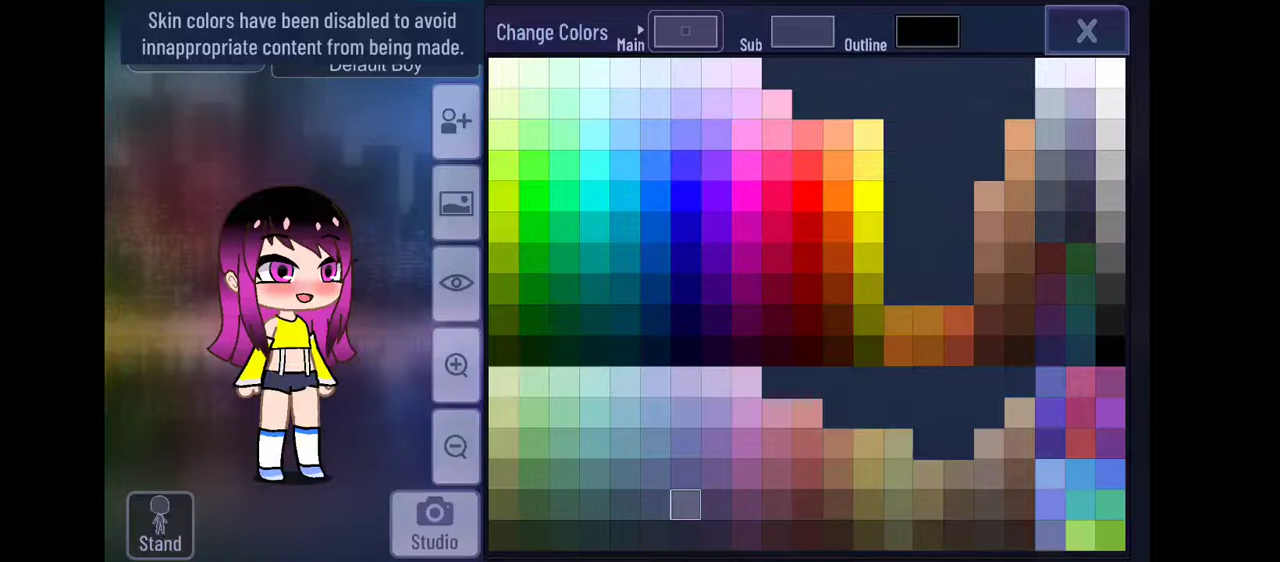 Skin colors have been disabled to avoid
innappropriate content from being made.
Default Boy
Change Colors
Main
Sub
Outline
X
Stand
Studio